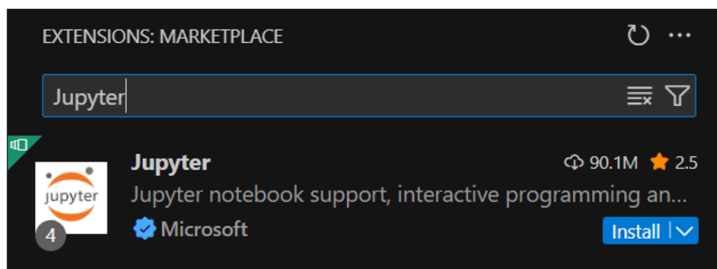 EXTENSIONS: MARKETPLACE
Jupyter
Jupyter 90.1M 2.5
jupyter
Jupyter notebook support, interactive programming an...
4
Microsoft Install